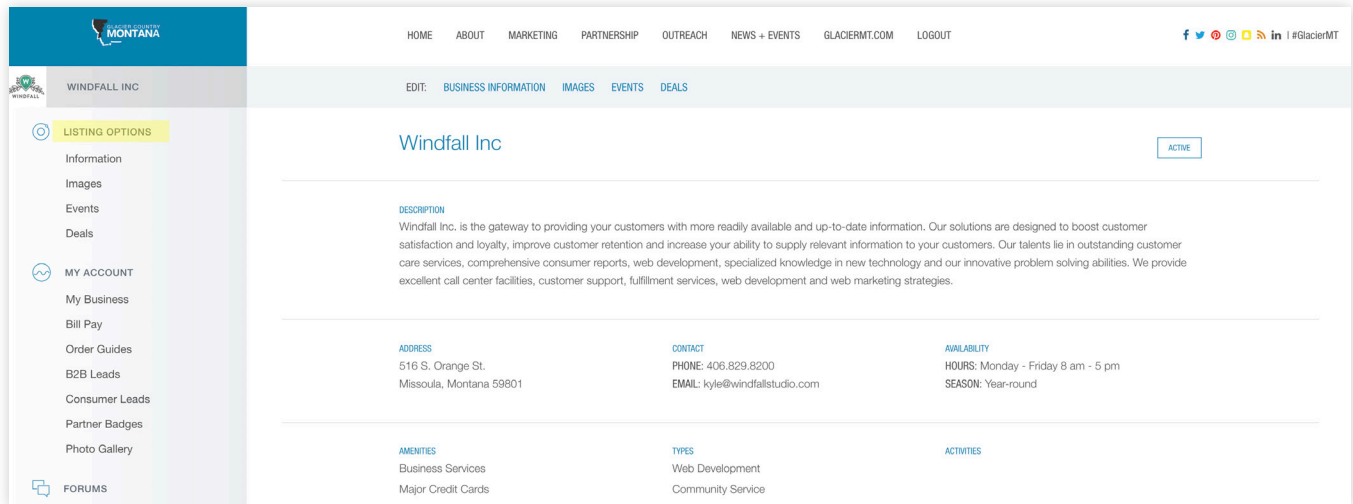 GLACIER COUNTRY
MONTANA
HOME ABOUT MARKETING PARTNERSHIP OUTREACH NEWS + EVENTS GLACIERMT.COM LOGOUT
| #GlacierMT
W
WINDFALL
WINDFALL INC
EDIT: BUSINESS INFORMATION IMAGES EVENTS DEALS
LISTING OPTIONS
Information
Images
Events
Deals
MY ACCOUNT
My Business
Bill Pay
Order Guides
B2B Leads
Consumer Leads
Partner Badges
Photo Gallery
FORUMS
Windfall Inc
ACTIVE
DESCRIPTION
Windfall Inc. is the gateway to providing your customers with more readily available and up-to-date information. Our solutions are designed to boost customer
satisfaction and loyalty, improve customer retention and increase your ability to supply relevant information to your customers. Our talents lie in outstanding customer
care services, comprehensive consumer reports, web development, specialized knowledge in new technology and our innovative problem solving abilities. We provide
excellent call center facilities, customer support, fulfillment services, web development and web marketing strategies.
ADDRESS
516 S. Orange St.
Missoula, Montana 59801
CONTACT
PHONE: 406.829.8200
EMAIL: kyle@windfallstudio.com
AVAILABILITY
HOURS: Monday - Friday 8 am - 5 pm
SEASON: Year-round
AMENITIES
Business Services
Major Credit Cards
TYPES
Web Development
Community Service
ACTIVITIES